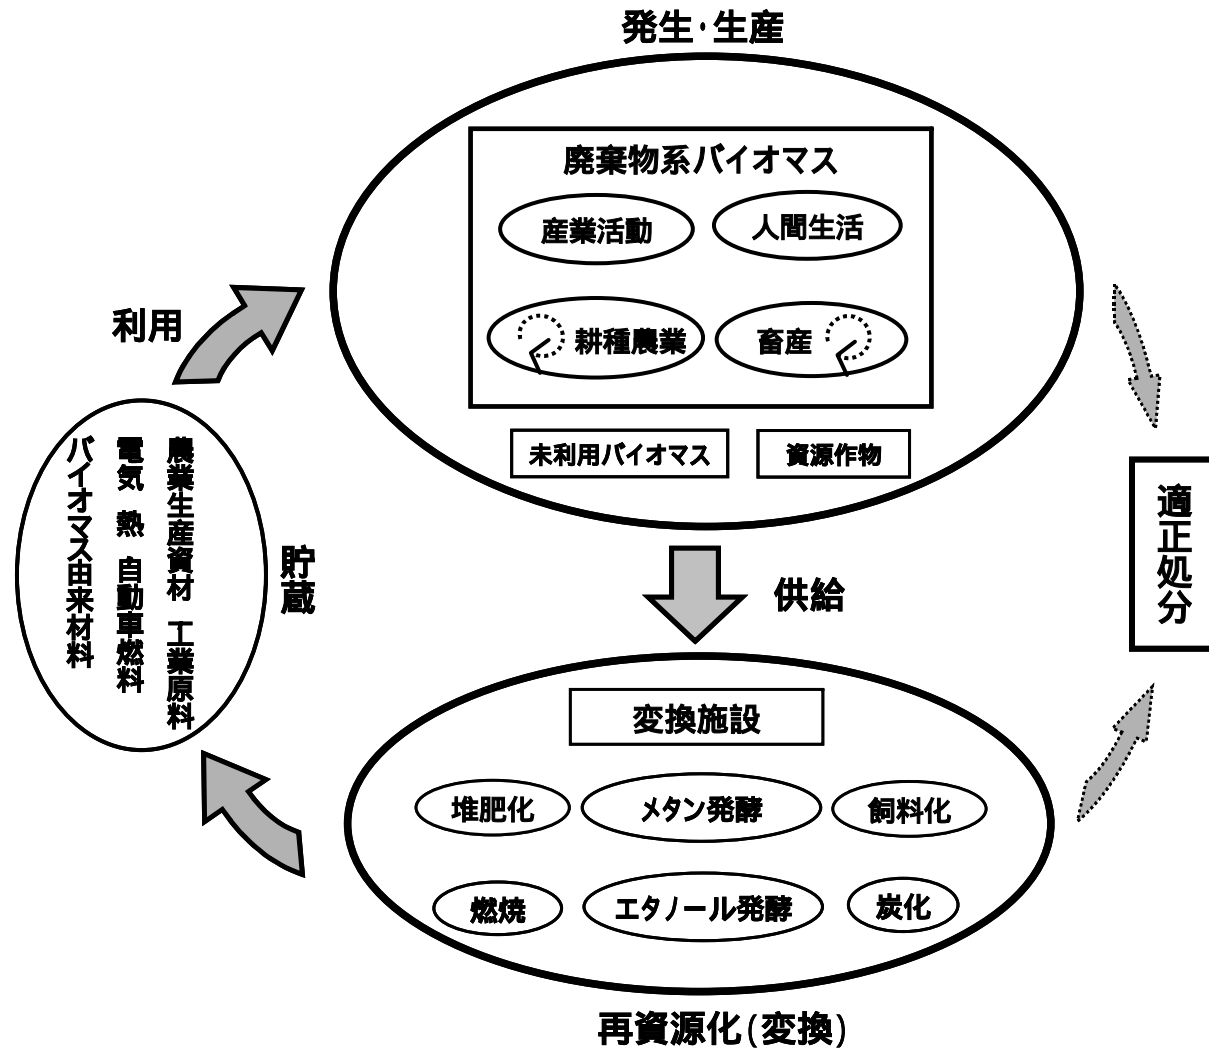 発生・生産
廃棄物系バイオマス
産業活動
人間生活
耕種農業
畜産
未利用バイオマス
資源作物
利用
農業生産資材 工業原料
電気 熱 自動車燃料
バイオマス由来材料
貯蔵
供給
適正処分
変換施設
堆肥化
メタン発酵
飼料化
燃焼
エタノール発酵
炭化
再資源化(変換)